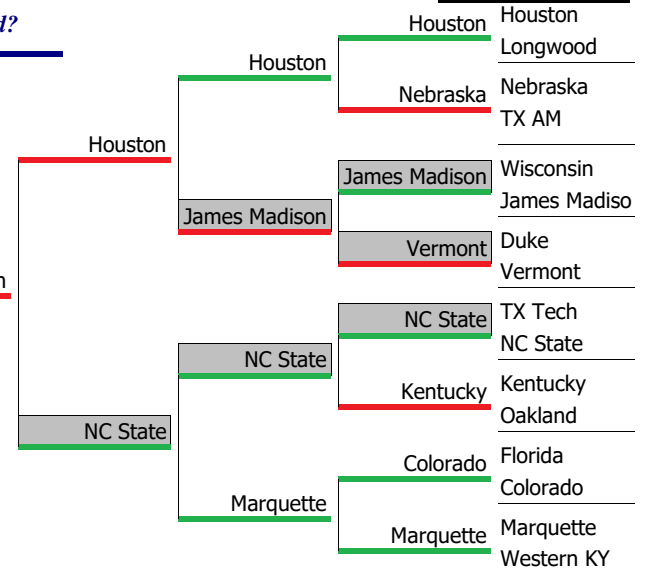 d?
Houston
Longwood
Nebraska
TX AM
Wisconsin
James Madiso
Duke
Vermont
TX Tech
NC State
Kentucky
Oakland
Florida
Colorado
Marquette
Western KY
Houston
Nebraska
James Madison
Vermont
NC State
Kentucky
Colorado
Marquette
Houston
James Madison
NC State
Marquette
Houston
NC State
n